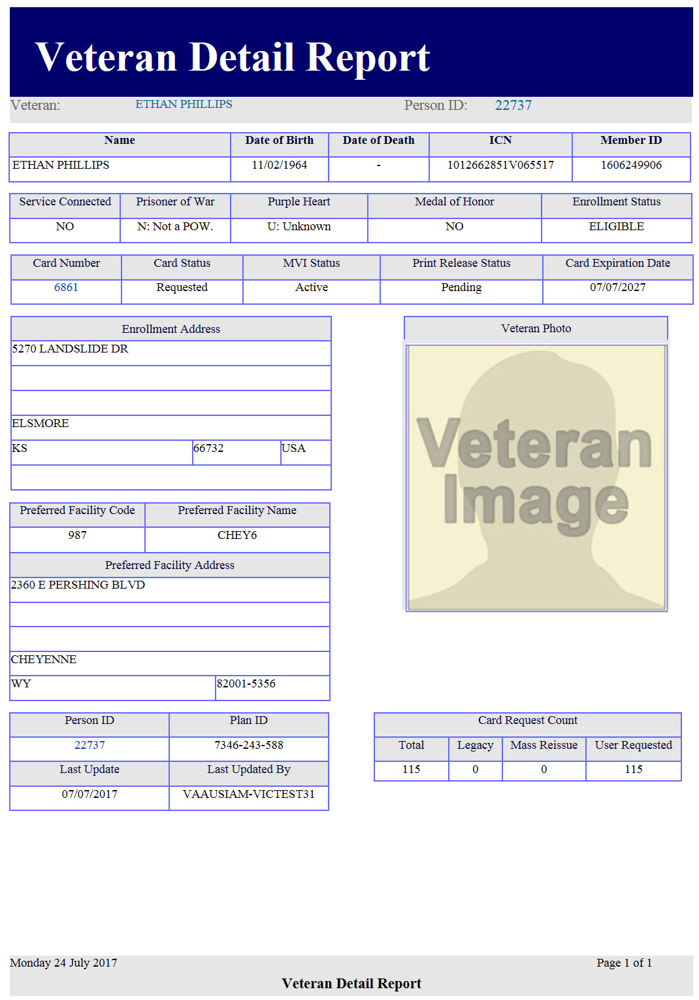 Veteran Detail Report
Veteran: ETHAN PHILLIPS Person ID: 22737
Name Date of Birth Date of Death ICN Member ID
ETHAN PHILLIPS 11/02/1964 - 1012662851V065517 1606249906
Service Connected Prisoner of War Purple Heart Medal of Honor Enrollment Status
NO N: Not a POW. U: Unknown NO ELIGIBLE
Card Number Card Status MVI Status Print Release Status Card Expiration Date
6861 Requested Active Pending 07/07/2027
Enrollment Address
5270 LANDSLIDE DR
ELSMORE
KS 66732 USA
Veteran Photo
Veteran
Image
Preferred Facility Code Preferred Facility Name
987 CHEY6
Preferred Facility Address
2360 E PERSHING BLVD
CHEYENNE
WY 82001-5356
Person ID Plan ID
22737 7346-243-588
Last Update Last Updated By
07/07/2017 VAAUSIAM-VICTEST31
Card Request Count
Total Legacy Mass Reissue User Requested
115 0 0 115
Monday 24 July 2017 Page 1 of 1
Veteran Detail Report